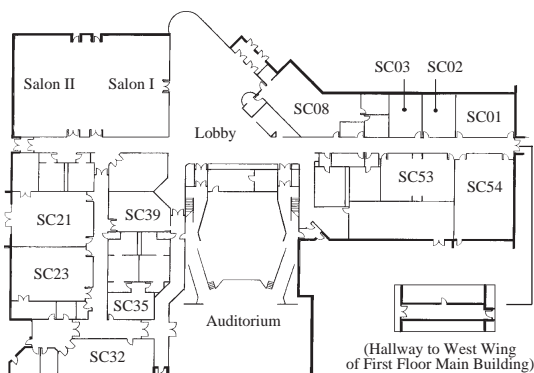 SC03 SC02
Salon II Salon I
SC08
SC01
Lobby
SC53
SC54
SC39
SC21
SC23
SC35
Auditorium
SC32
(Hallway to West Wing
of First Floor Main Building)